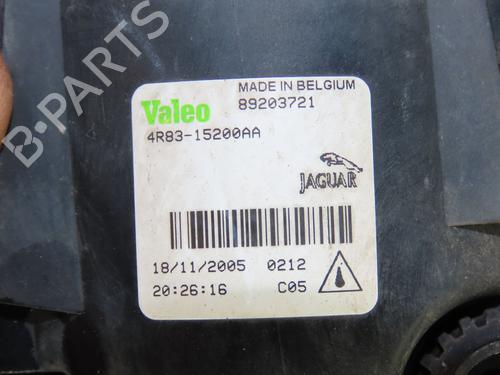 MADE IN BELGIUM
Valeo 89203721
4R83-15200AA
JAGUAR
18/11/2005 0212
20:26:16 C05
B-PARTS